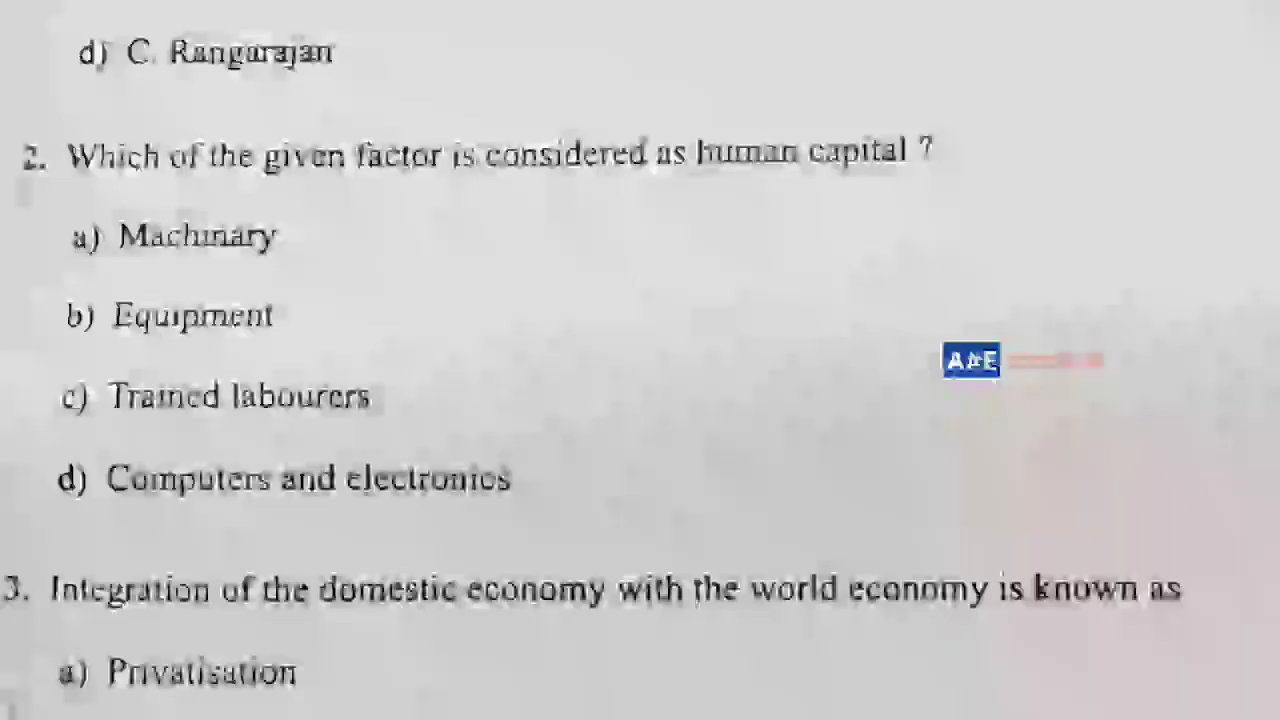 d) C. Rangarajan
2. Which of the given factor is considered as human capital ?
a) Machinary
b) Equipment
c) Trained labourers
d) Computers and electronics
A&E
3. Integration of the domestic economy with the world economy is known as
a) Privatisation